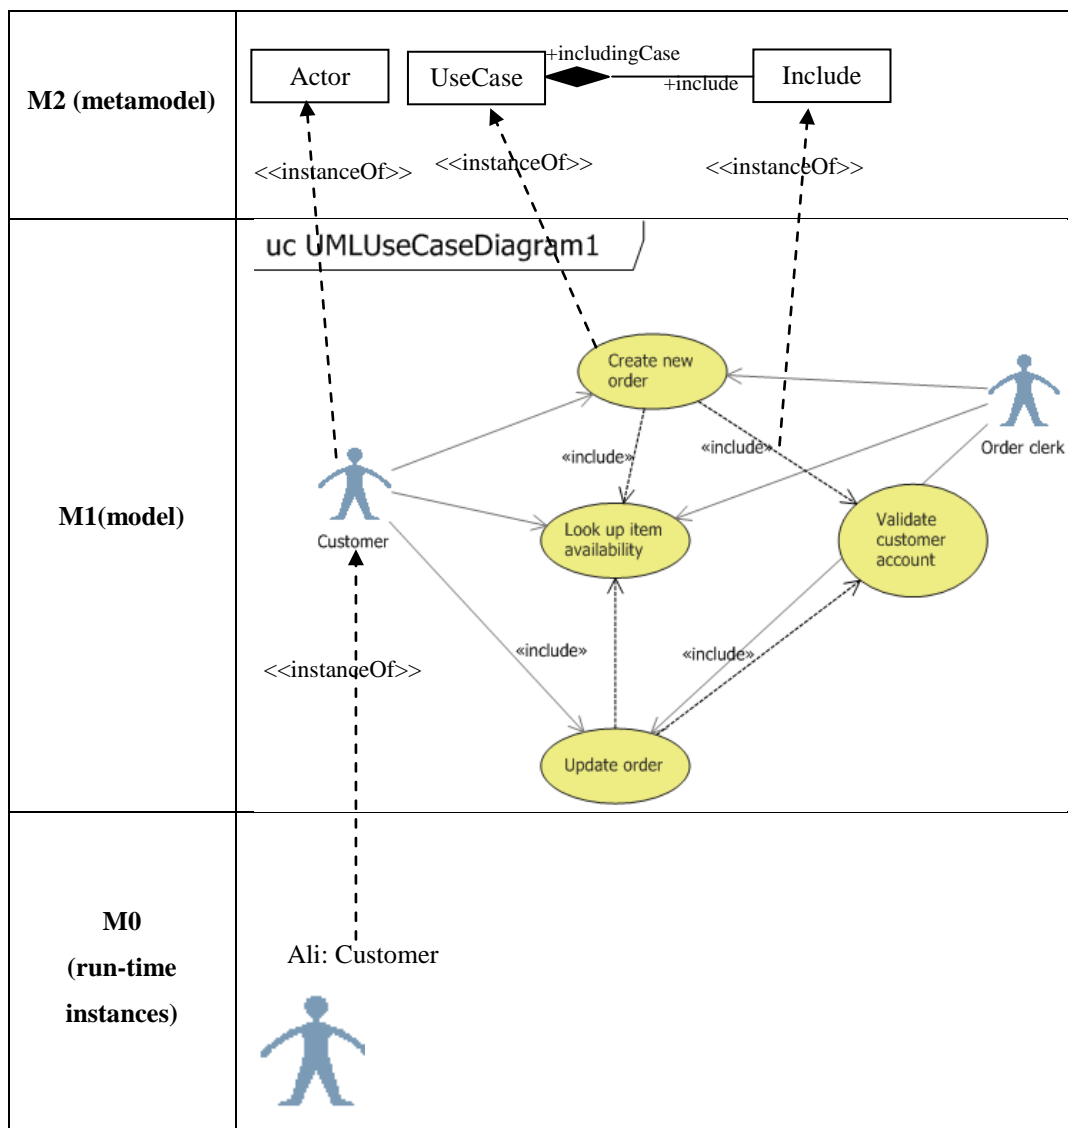 M2 (metamodel)
Actor
UseCase
+includingCase
+include
Include
<<instanceOf>>
<<instanceOf>>
<<instanceOf>>
M1(model)
uc UMLUseCaseDiagram1
Create new
order
Order clerk
«include»
«include»
Customer
Look up item
availability
Validate
customer
account
<<instanceOf>>
«include»
«include»
Update order
M0
(run-time
instances)
Ali: Customer